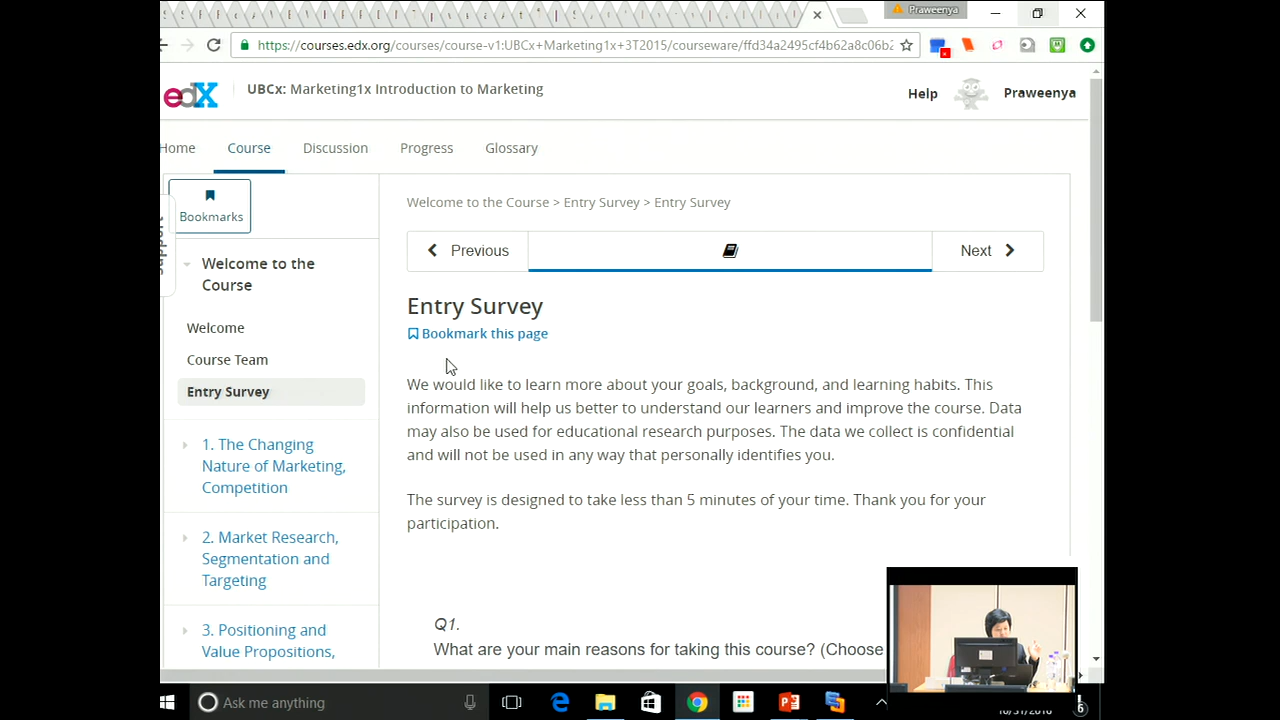 Praweenya
https://courses.edx.org/courses/course-v1:UBCx+Marketing1x+3T2015/courseware/ffd34a2c95cf4b62a8c06b2
edX
UBCx: Marketing1x Introduction to Marketing
Help
Praweenya
Home
Course
Discussion
Progress
Glossary
Bookmarks
Support
Welcome to the Course > Entry Survey > Entry Survey
Previous
Next
Welcome to the
Course
Welcome
Course Team
Entry Survey
1. The Changing
Nature of Marketing,
Competition
2. Market Research,
Segmentation and
Targeting
3. Positioning and
Value Propositions,
Entry Survey
Bookmark this page
We would like to learn more about your goals, background, and learning habits. This
information will help us better to understand our learners and improve the course. Data
may also be used for educational research purposes. The data we collect is confidential
and will not be used in any way that personally identifies you.
The survey is designed to take less than 5 minutes of your time. Thank you for your
participation.
Q1.
What are your main reasons for taking this course? (Choose
Ask me anything
10/31/2016